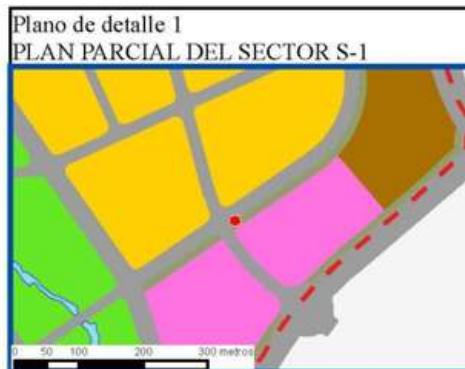 Plano de detalle 1
PLAN PARCIAL DEL SECTOR S-1
0 50 100 200 300 metros